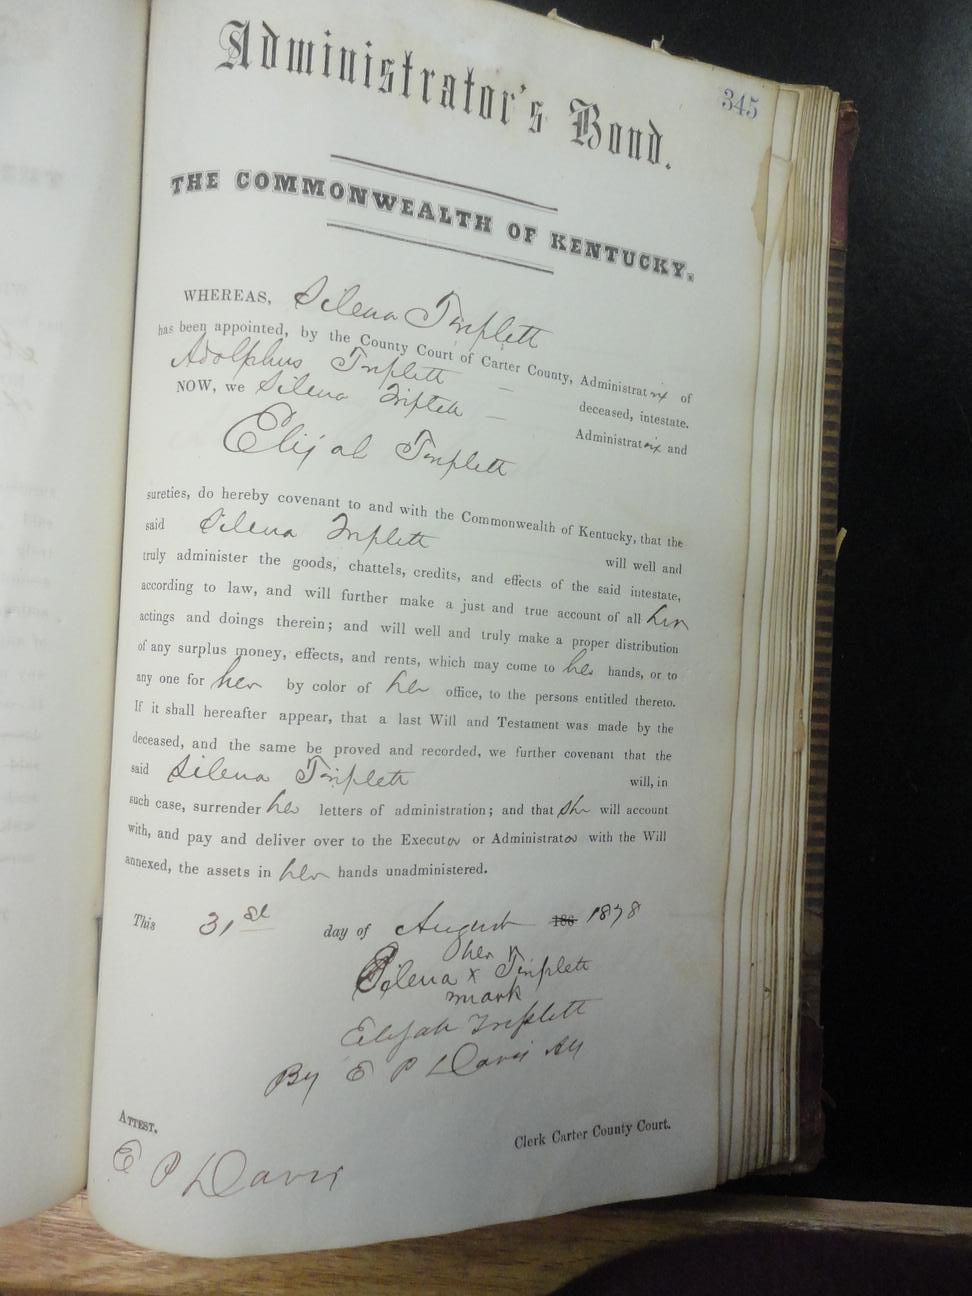 345
Administrator's Bond.
THE COMMONWEALTH OF KENTUCKY.
WHEREAS, Silena Triplett
has been appointed, by the County Court of Carter County, Administratrix of
Adolphus Triplett — deceased, intestate.
NOW, we Silena Triplett — Administratrix and
Elijah Triplett
sureties, do hereby covenant to and with the Commonwealth of Kentucky, that the
said Silena Triplett will well and
truly administer the goods, chattels, credits, and effects of the said intestate,
according to law, and will further make a just and true account of all her
actings and doings therein; and will well and truly make a proper distribution
of any surplus money, effects, and rents, which may come to her hands, or to
any one for her by color of her office, to the persons entitled thereto.
If it shall hereafter appear, that a last Will and Testament was made by the
deceased, and the same be proved and recorded, we further covenant that the
said Silena Triplett will, in
such case, surrender her letters of administration; and that she will account
with, and pay and deliver over to the Executor or Administrator with the Will
annexed, the assets in her hands unadministered.
This 31st day of August 186 1878
her
Silena x Triplett
mark
Elijah Triplett
By E P Davis Atty
ATTEST,
Clerk Carter County Court.
E P Davis